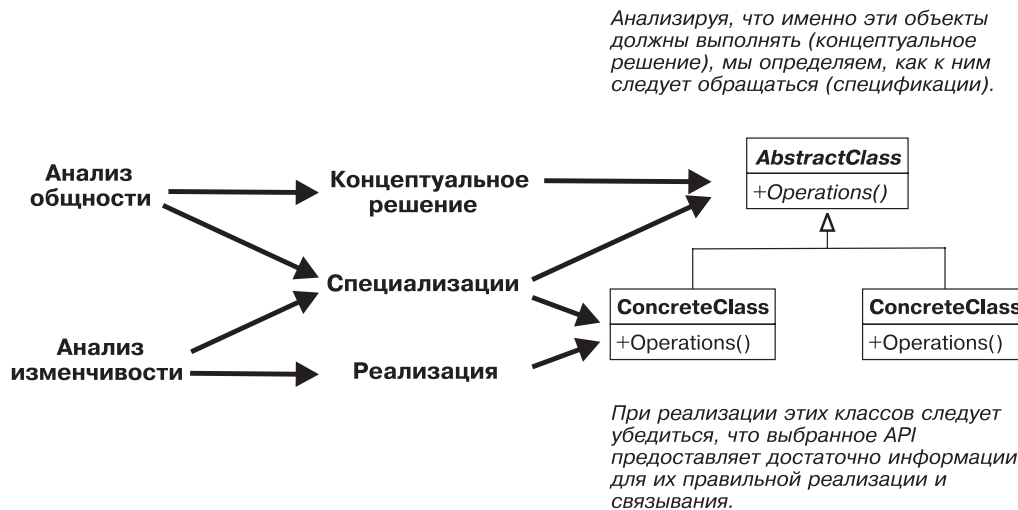 Анализируя, что именно эти объекты
должны выполнять (концептуальное
решение), мы определяем, как к ним
следует обращаться (спецификации).
Анализ
общности
Концептуальное
решение
AbstractClass
+Operations()
Специализации
ConcreteClass
+Operations()
ConcreteClass
+Operations()
Анализ
изменчивости
Реализация
При реализации этих классов следует
убедиться, что выбранное API
предоставляет достаточно информации
для их правильной реализации и
связывания.